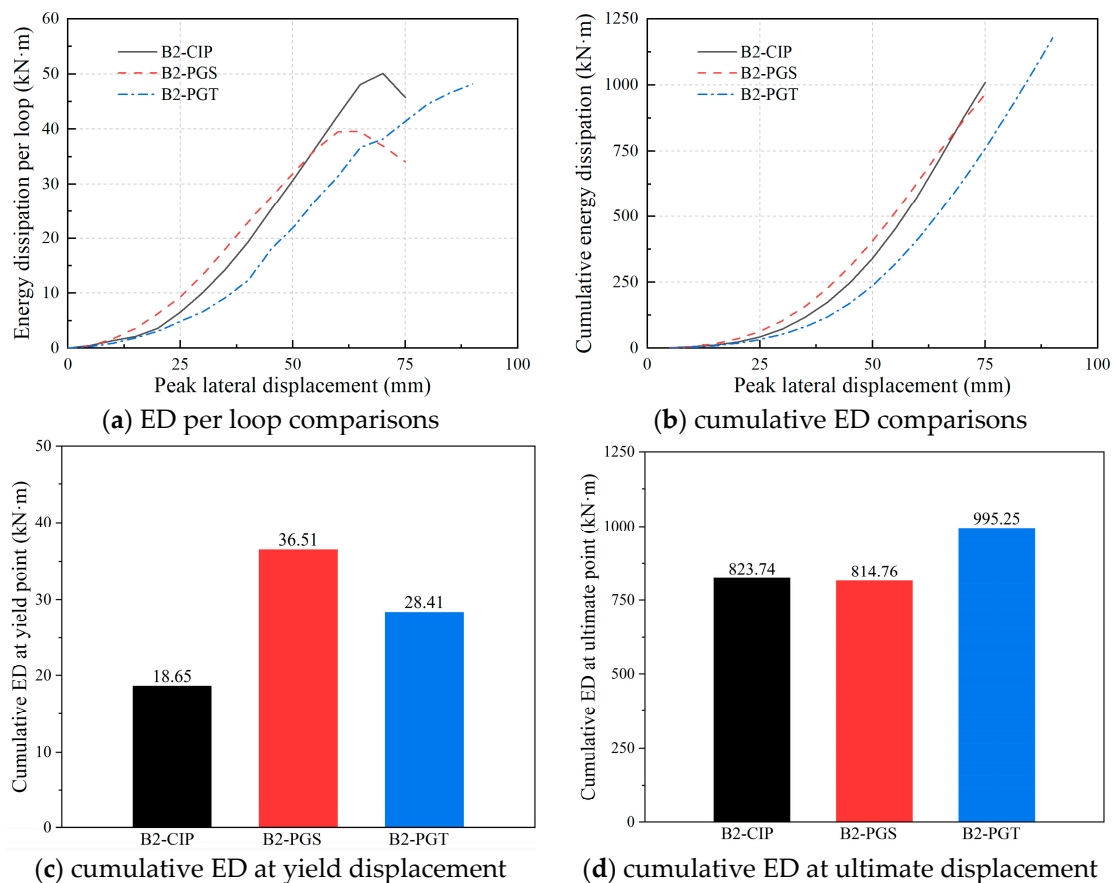 60
50
40
30
20
10
0
Energy dissipation per loop (kN·m)
B2-CIP
B2-PGS
B2-PGT
0 25 50 75 100
Peak lateral displacement (mm)
(a) ED per loop comparisons
1250
1000
750
500
250
0
Cumulative energy dissipation (kN·m)
B2-CIP
B2-PGS
B2-PGT
0 25 50 75 100
Peak lateral displacement (mm)
(b) cumulative ED comparisons
50
40
30
20
10
0
Cumulative ED at yield point (kN·m)
18.65
36.51
28.41
B2-CIP B2-PGS B2-PGT
(c) cumulative ED at yield displacement
1250
1000
750
500
250
0
Cumulative ED at ultimate point (kN·m)
823.74
814.76
995.25
B2-CIP B2-PGS B2-PGT
(d) cumulative ED at ultimate displacement